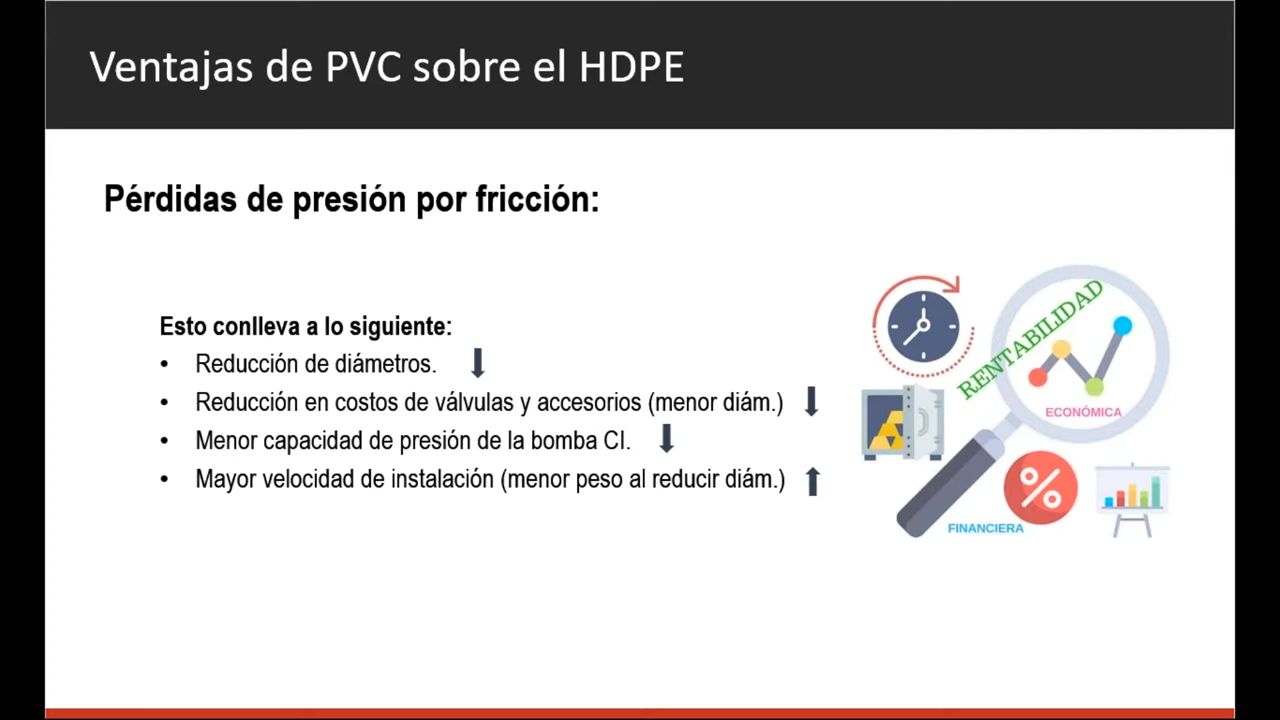 Ventajas de PVC sobre el HDPE
Pérdidas de presión por fricción:
Esto conlleva a lo siguiente:
• Reducción de diámetros.
• Reducción en costos de válvulas y accesorios (menor diám.)
• Menor capacidad de presión de la bomba CI.
• Mayor velocidad de instalación (menor peso al reducir diám.)
RENTABILIDAD
ECONÓMICA
%
FINANCIERA